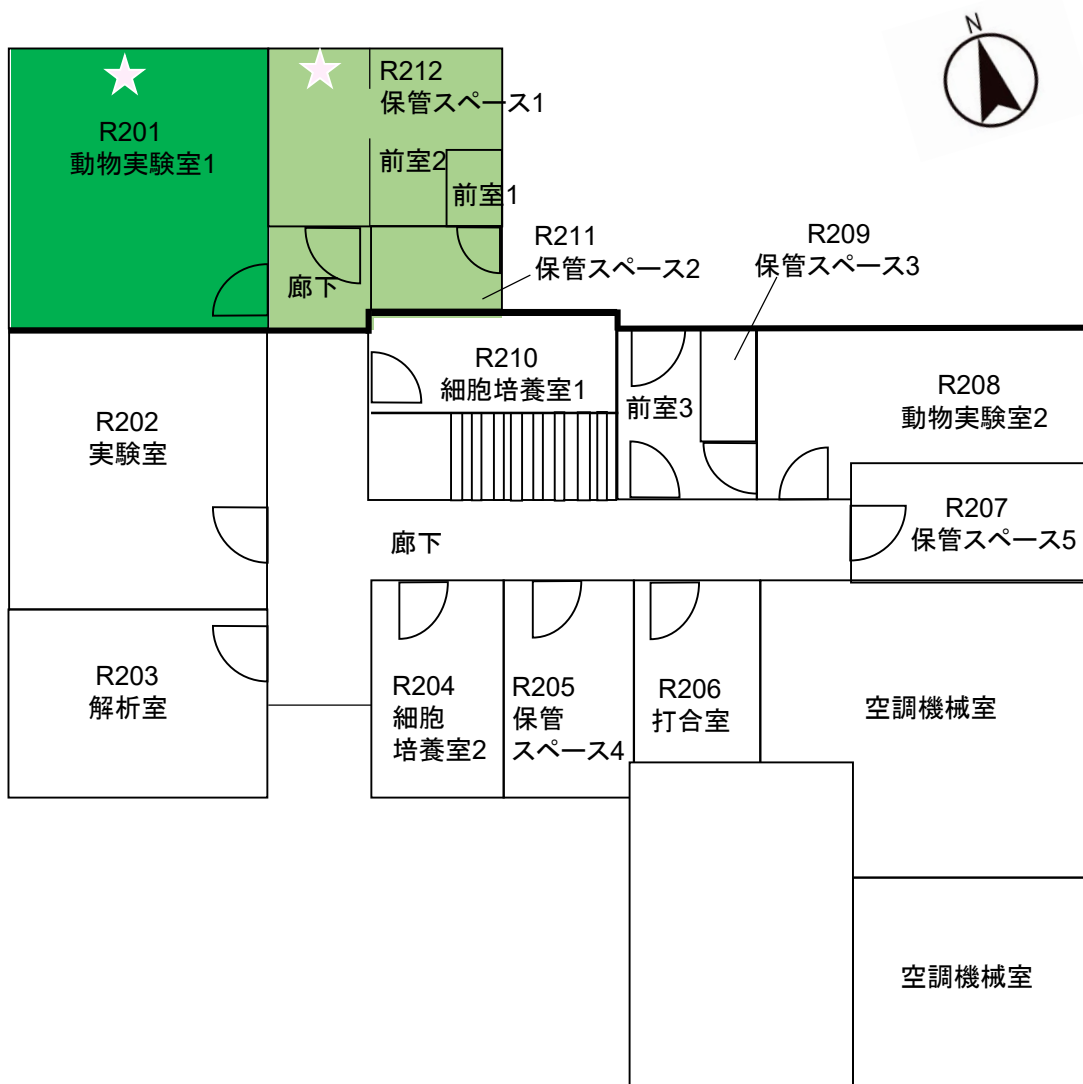 N
R201
動物実験室1
R212
保管スペース1
前室2
前室1
R211
保管スペース2
廊下
R209
保管スペース3
R210
細胞培養室1
前室3
R208
動物実験室2
R202
実験室
R207
保管スペース5
廊下
R203
解析室
R204
細胞
培養室2
R205
保管
スペース4
R206
打合室
空調機械室
空調機械室